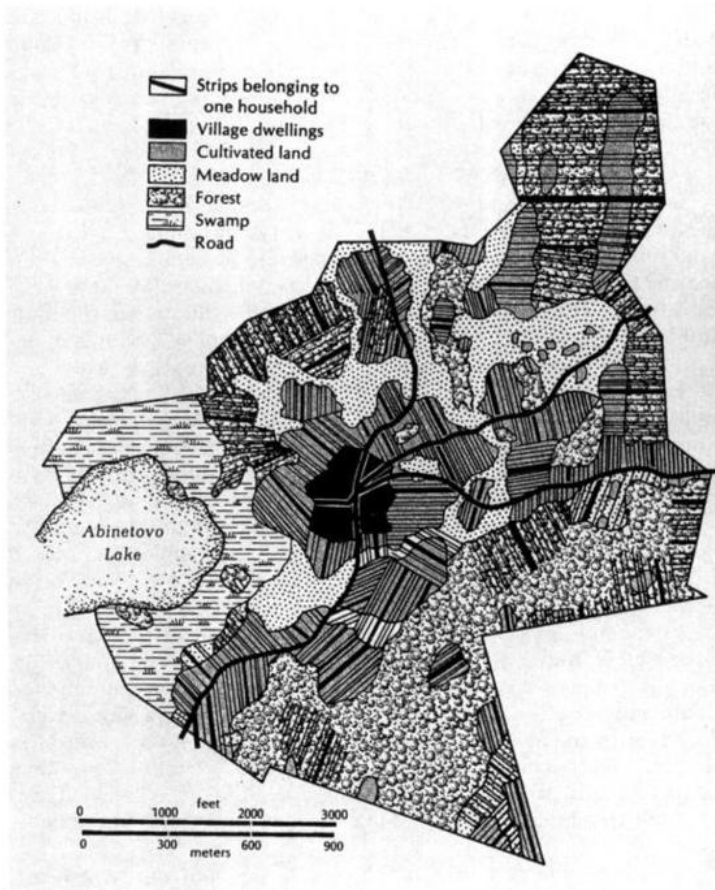 Strips belonging to
one household
Village dwellings
Cultivated land
Meadow land
Forest
Swamp
Road
Abinetovo
Lake
feet
0 1000 2000 3000
0 300 600 900
meters